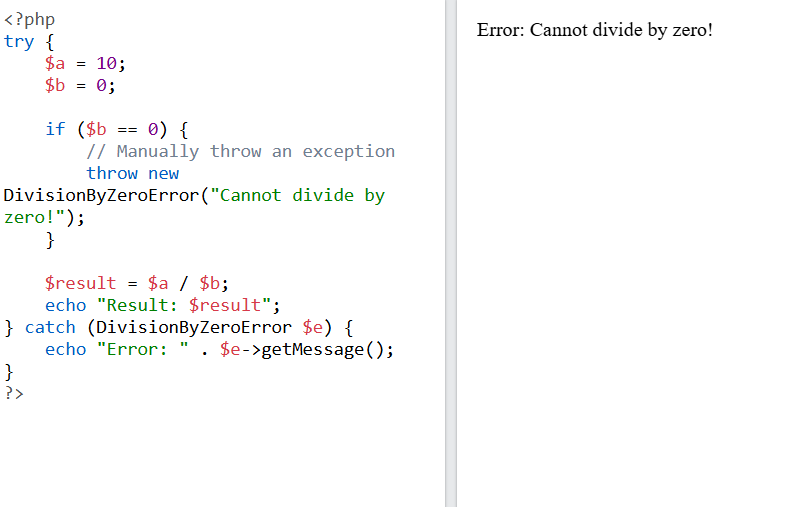 <?php
try {
    $a = 10;
    $b = 0;

    if ($b == 0) {
        // Manually throw an exception
        throw new
DivisionByZeroError("Cannot divide by
zero!");
    }

    $result = $a / $b;
    echo "Result: $result";
} catch (DivisionByZeroError $e) {
    echo "Error: " . $e->getMessage();
}
?>
Error: Cannot divide by zero!